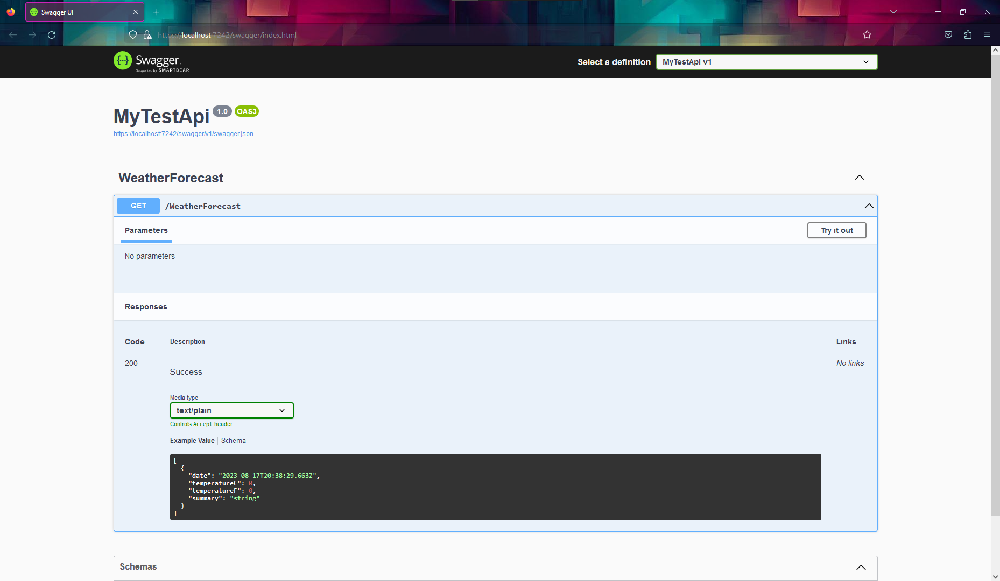 Swagger UI
https://localhost:7242/swagger/index.html
Swagger.
Supported by SMARTBEAR
Select a definition
MyTestApi v1
MyTestApi 1.0 OAS3
https://localhost:7242/swagger/v1/swagger.json
WeatherForecast
GET /WeatherForecast
Parameters
Try it out
No parameters
Responses
Code Description Links
200
Success
No links
Media type
text/plain
Controls Accept header.
Example Value Schema
[
  {
    "date": "2023-08-17T20:38:29.663Z",
    "temperatureC": 0,
    "temperatureF": 0,
    "summary": "string"
  }
]
Schemas